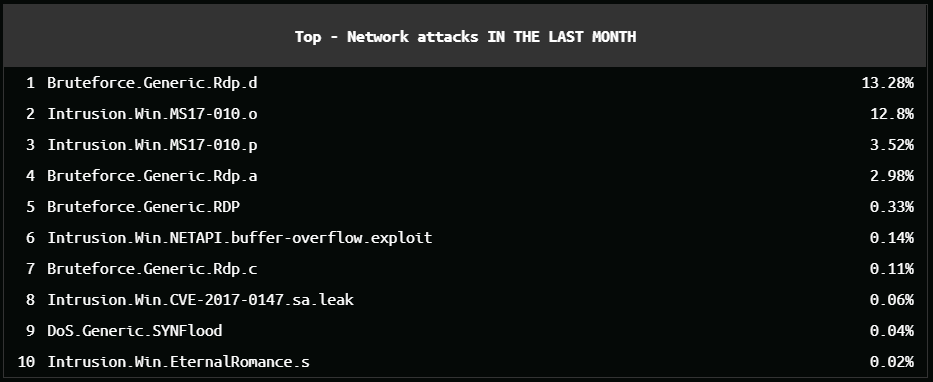 Top - Network attacks IN THE LAST MONTH
1 Bruteforce.Generic.Rdp.d 13.28%
2 Intrusion.Win.MS17-010.o 12.8%
3 Intrusion.Win.MS17-010.p 3.52%
4 Bruteforce.Generic.Rdp.a 2.98%
5 Bruteforce.Generic.RDP 0.33%
6 Intrusion.Win.NETAPI.buffer-overflow.exploit 0.14%
7 Bruteforce.Generic.Rdp.c 0.11%
8 Intrusion.Win.CVE-2017-0147.sa.leak 0.06%
9 DoS.Generic.SYNFlood 0.04%
10 Intrusion.Win.EternalRomance.s 0.02%